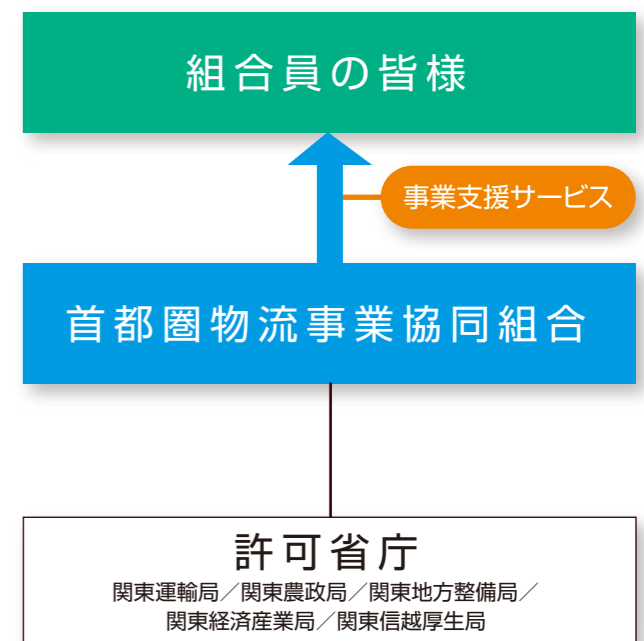 組合員の皆様
事業支援サービス
首都圏物流事業協同組合
許可省庁
関東運輸局／関東農政局／関東地方整備局／
関東経済産業局／関東信越厚生局